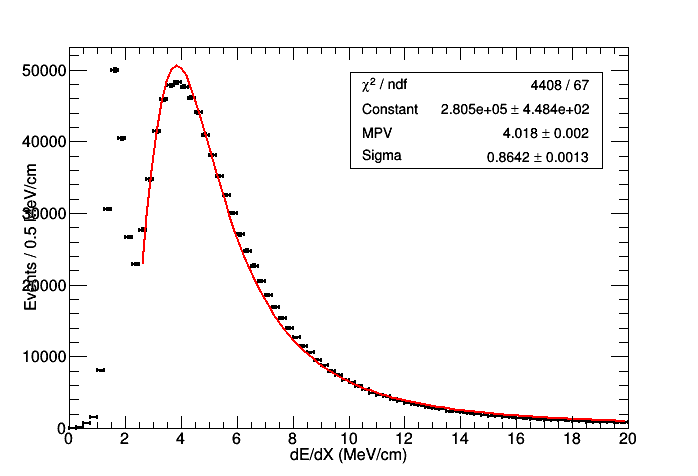 50000
40000
30000
20000
10000
0
Events / 0.5 MeV/cm
χ² / ndf 4408 / 67
Constant 2.805e+05 ± 4.484e+02
MPV 4.018 ± 0.002
Sigma 0.8642 ± 0.0013
0 2 4 6 8 10 12 14 16 18 20
dE/dX (MeV/cm)